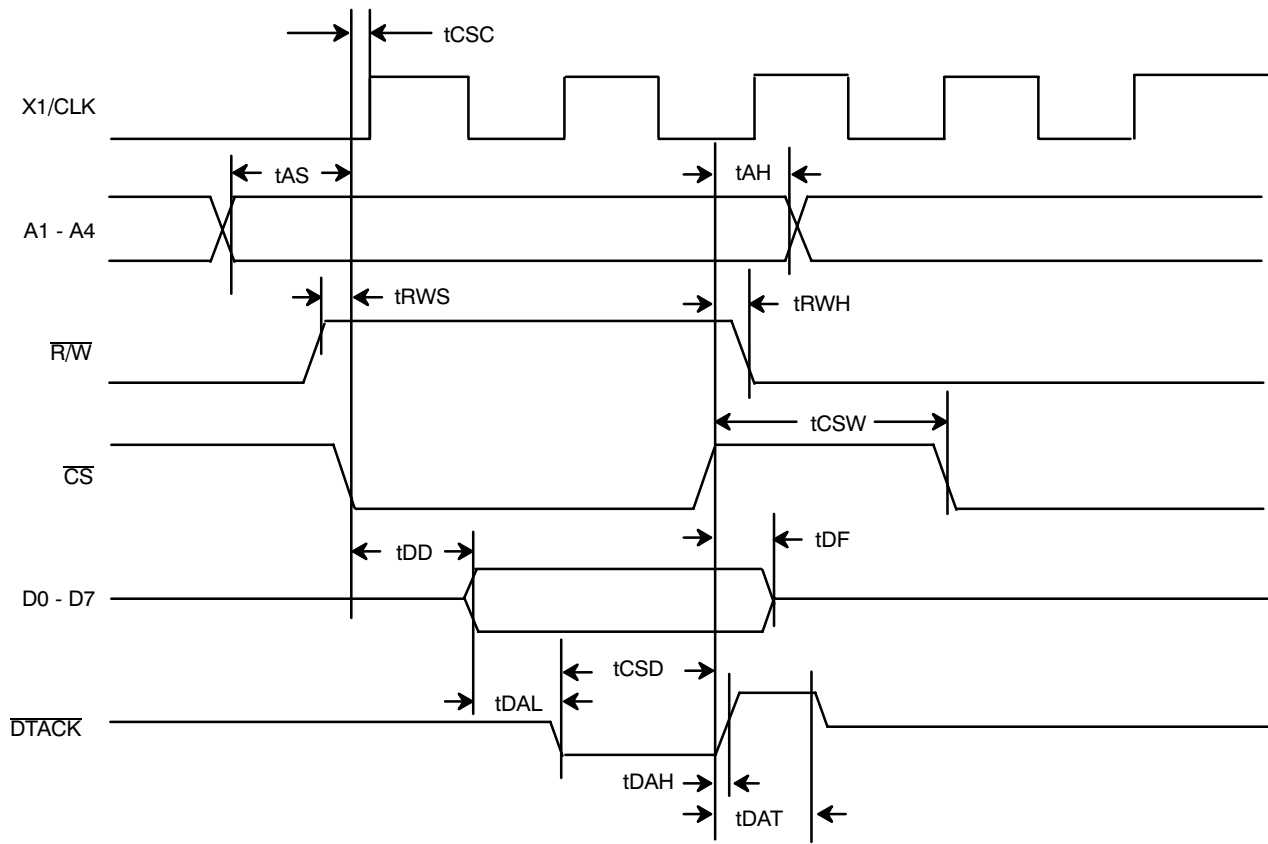 tCSC
X1/CLK
tAS
tAH
A1 - A4
tRWS
tRWH
R/W
tCSW
CS
tDD
tDF
D0 - D7
tCSD
tDAL
DTACK
tDAH
tDAT